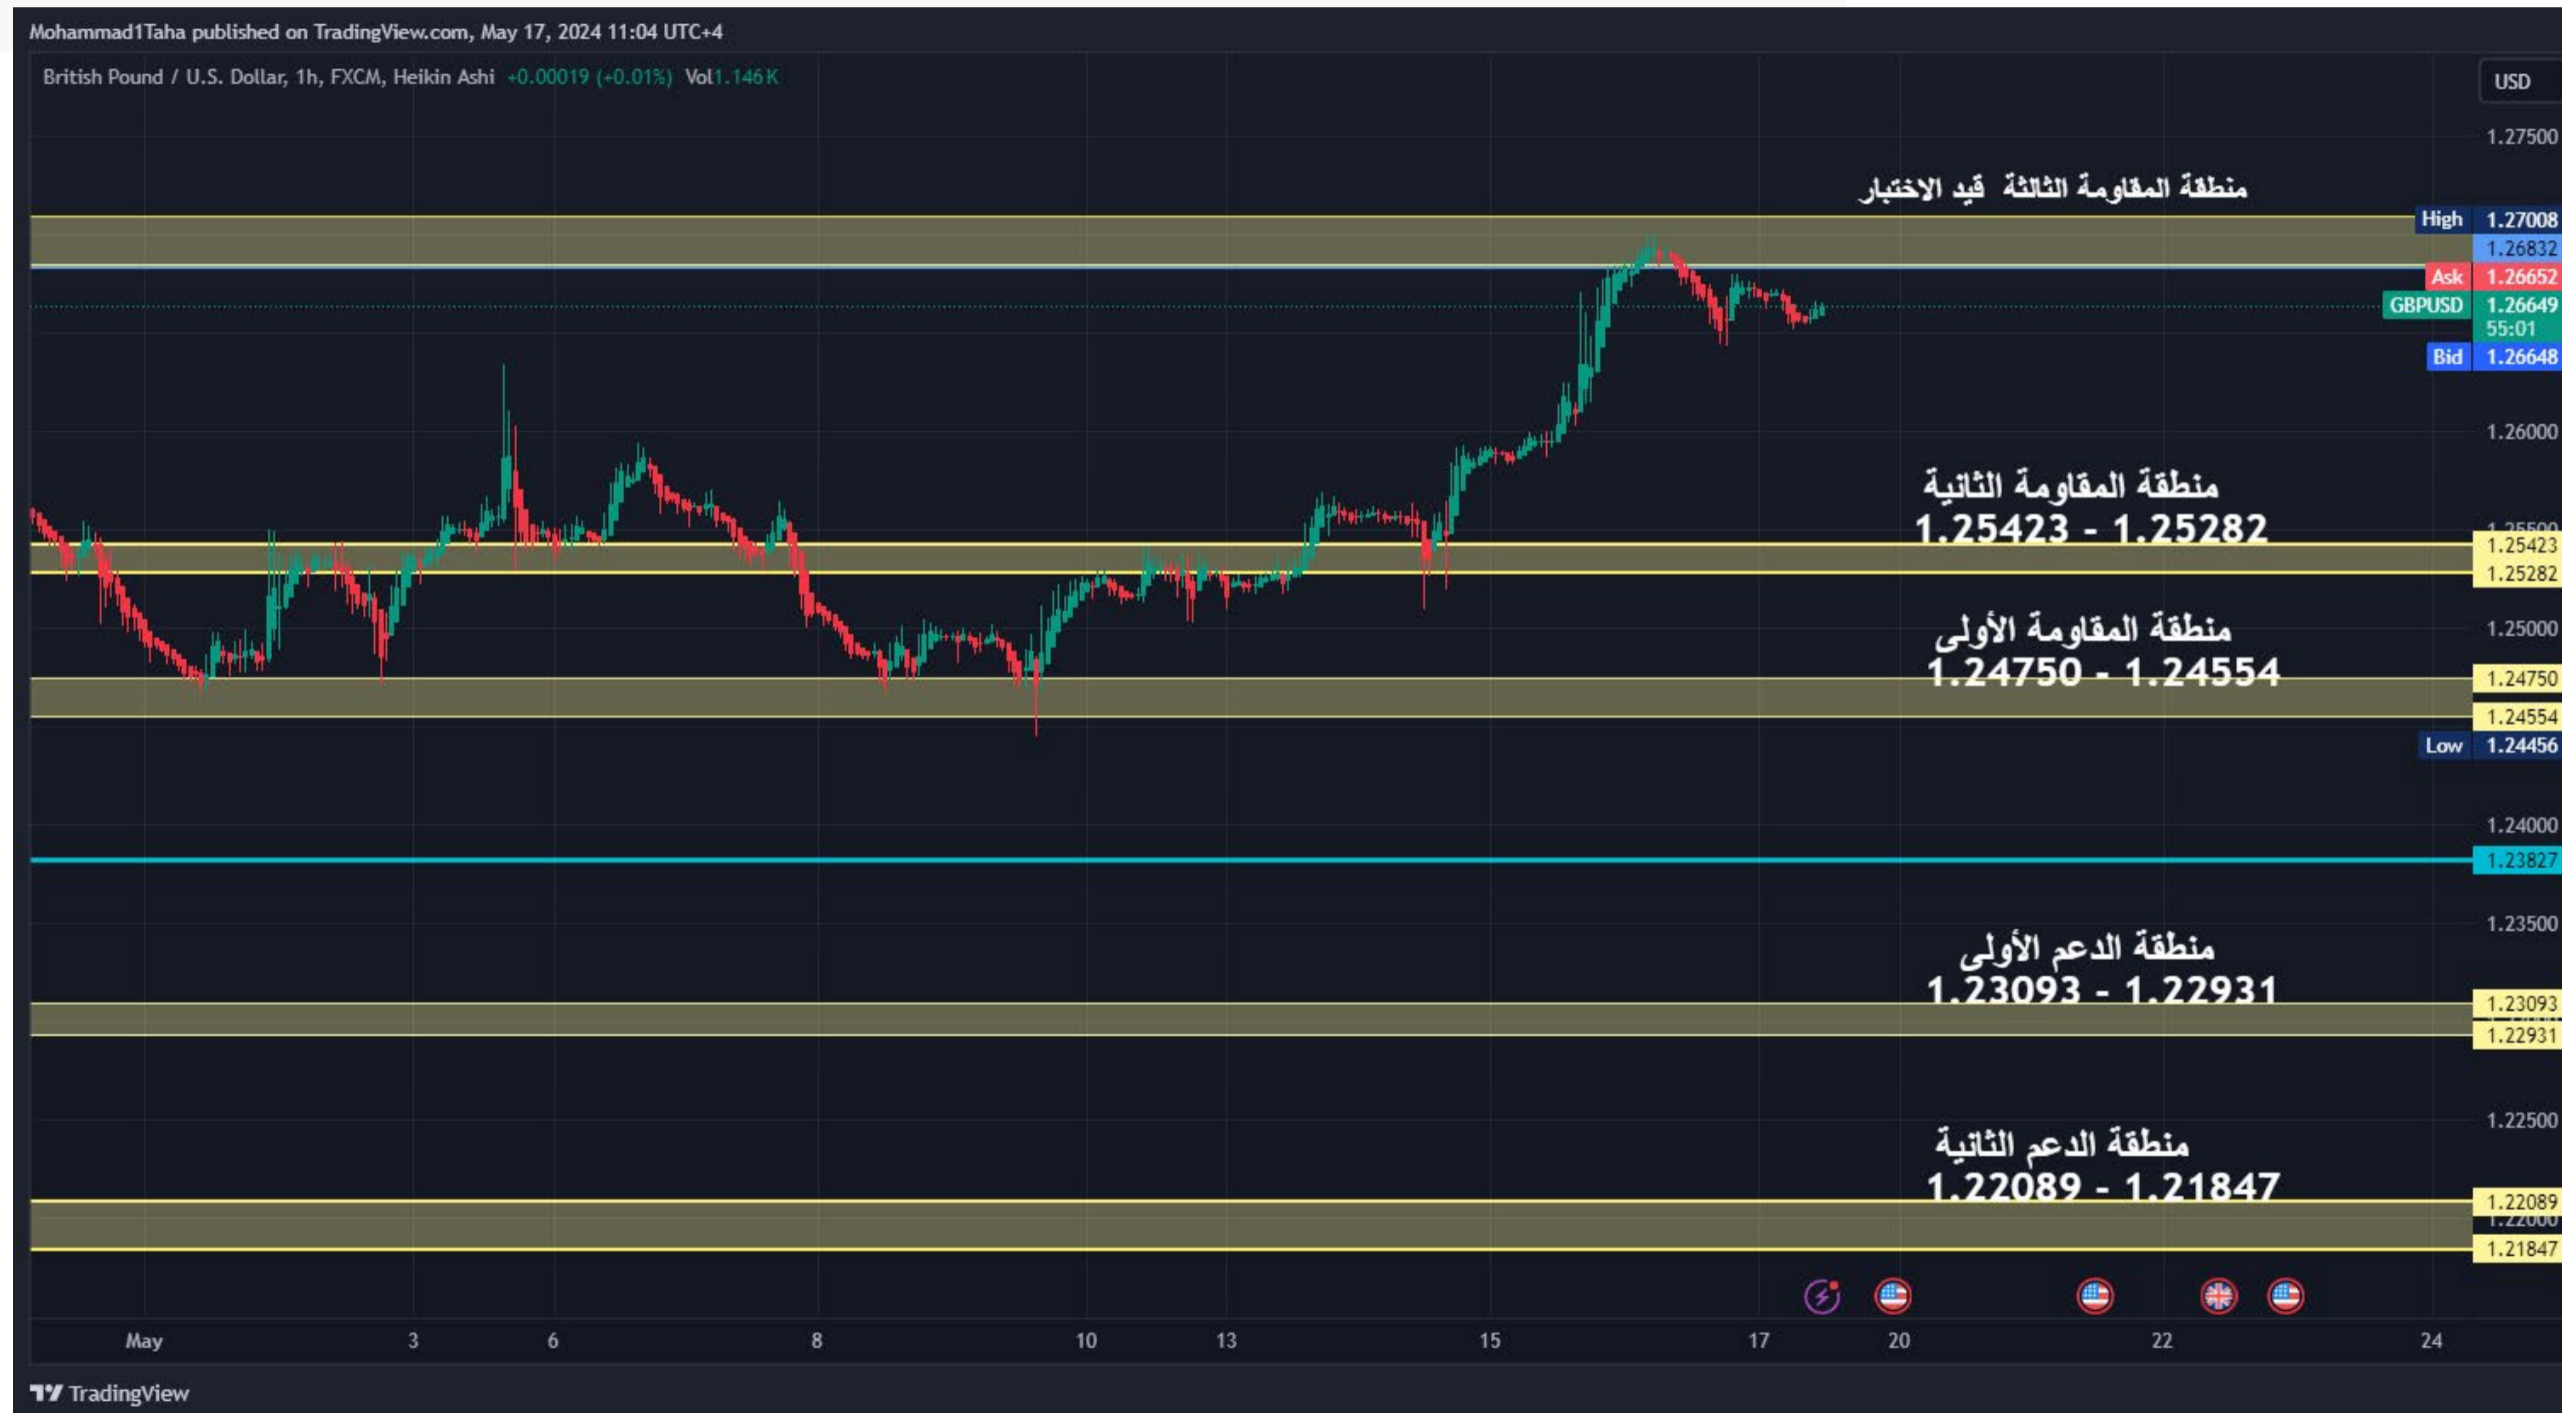 Mohammad1Taha published on TradingView.com, May 17, 2024 11:04 UTC+4
British Pound / U.S. Dollar, 1h, FXCM, Heikin Ashi +0.00019 (+0.01%) Vol1.146K
USD
1.27500
منطقة المقاومة الثالثة قيد الاختبار
High 1.27008
1.26832
Ask 1.26652
GBPUSD 1.26649
55:01
Bid 1.26648
1.26000
منطقة المقاومة الثانية
1.25423 - 1.25282
1.25500
1.25423
1.25282
منطقة المقاومة الأولى
1.25000
1.24750 - 1.24554
1.24750
1.24554
Low 1.24456
1.24000
1.23827
1.23500
منطقة الدعم الأولى
1.23093 - 1.22931
1.23093
1.22931
1.22500
منطقة الدعم الثانية
1.22089 - 1.21847
1.22089
1.22000
1.21847
May 3 6 8 10 13 15 17 20 22 24
TradingView